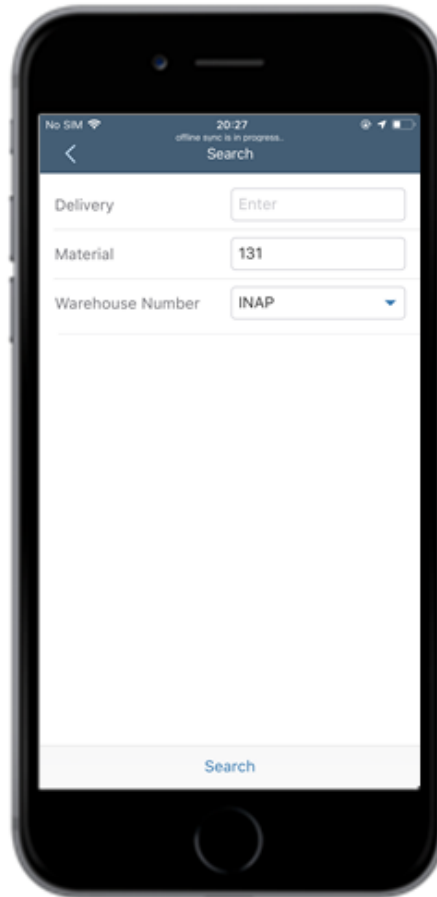 No SIM 20:27
offline sync is in progress..
Search
Delivery Enter
Material 131
Warehouse Number INAP
Search